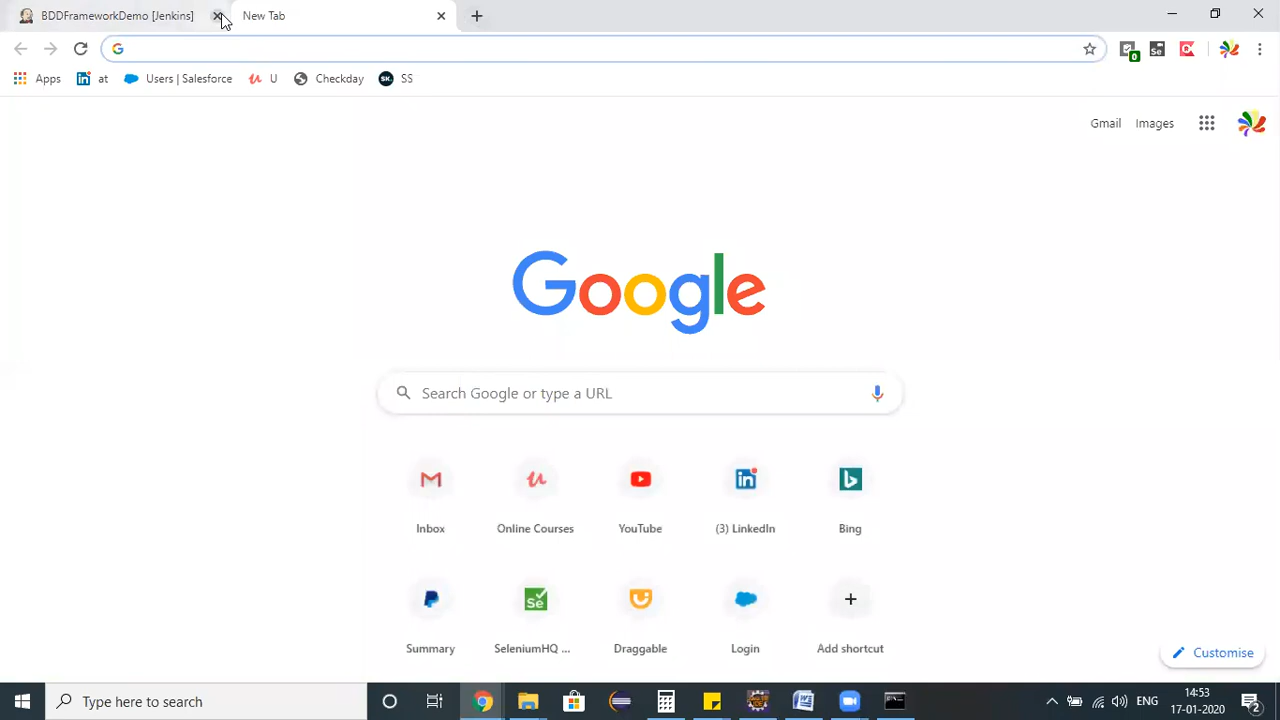 BDDFrameworkDemo [Jenkins]
New Tab
Apps
at
Users | Salesforce
U
Checkday
SS
0
Gmail
Images
Google
Search Google or type a URL
Inbox
Online Courses
YouTube
(3) LinkedIn
Bing
Summary
SeleniumHQ ...
Draggable
Login
Add shortcut
Customise
Type here to search
ENG
14:53
17-01-2020
2